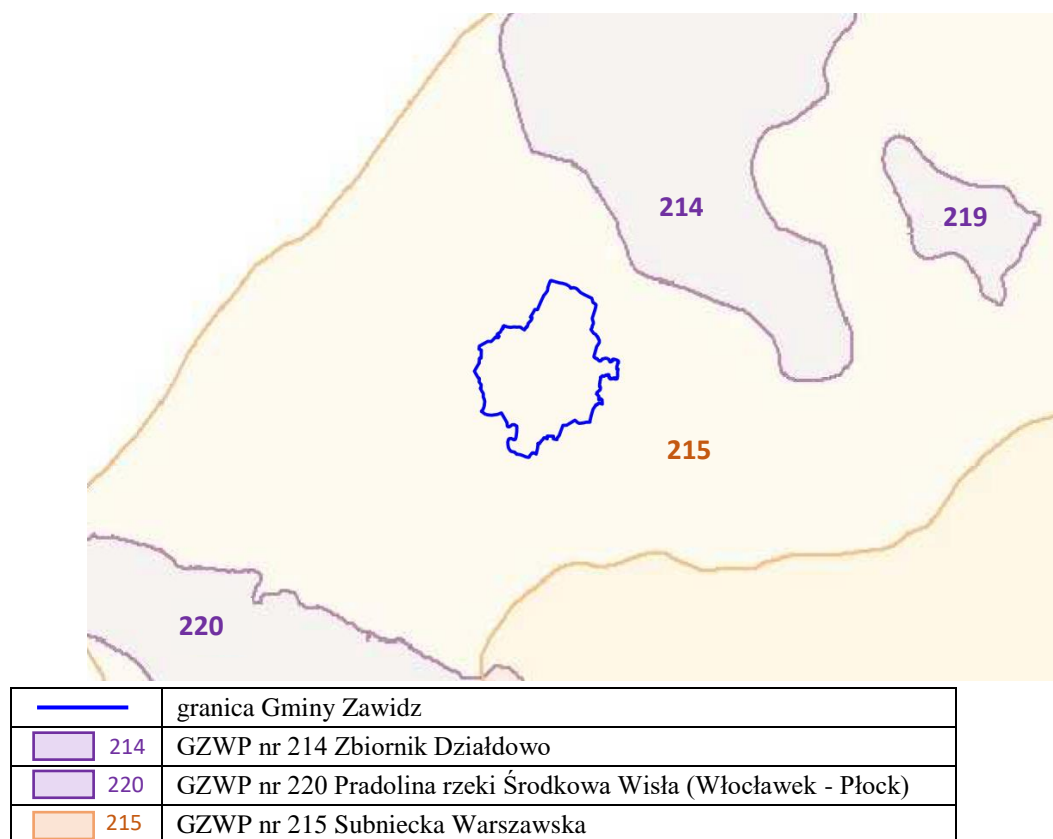 214
219
215
220
granica Gminy Zawidz
214 GZWP nr 214 Zbiornik Działdowo
220 GZWP nr 220 Pradolina rzeki Środkowa Wisła (Włocławek - Płock)
215 GZWP nr 215 Subniecka Warszawska